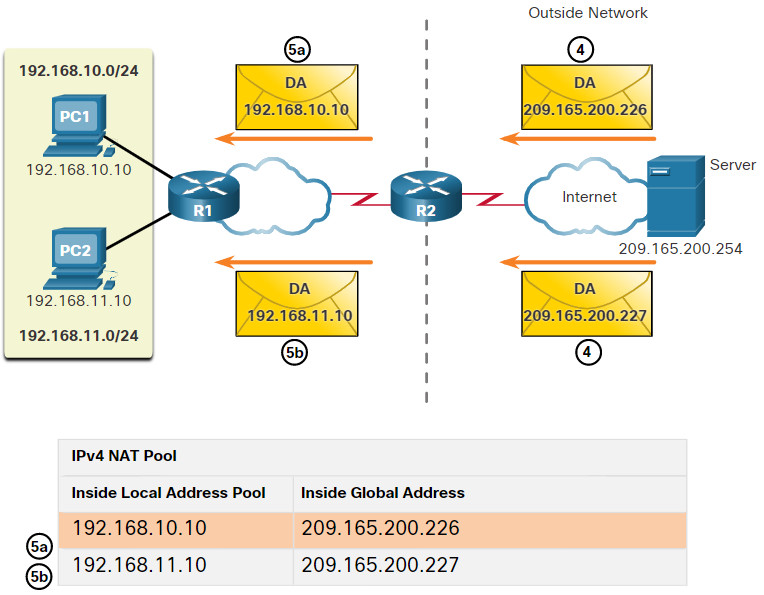 Outside Network
5a
4
192.168.10.0/24
DA
192.168.10.10
DA
209.165.200.226
PC1
192.168.10.10
Server
R1
R2
Internet
PC2
209.165.200.254
192.168.11.10
DA
192.168.11.10
DA
209.165.200.227
192.168.11.0/24
5b
4
IPv4 NAT Pool
Inside Local Address Pool Inside Global Address
192.168.10.10 209.165.200.226
5a
192.168.11.10 209.165.200.227
5b